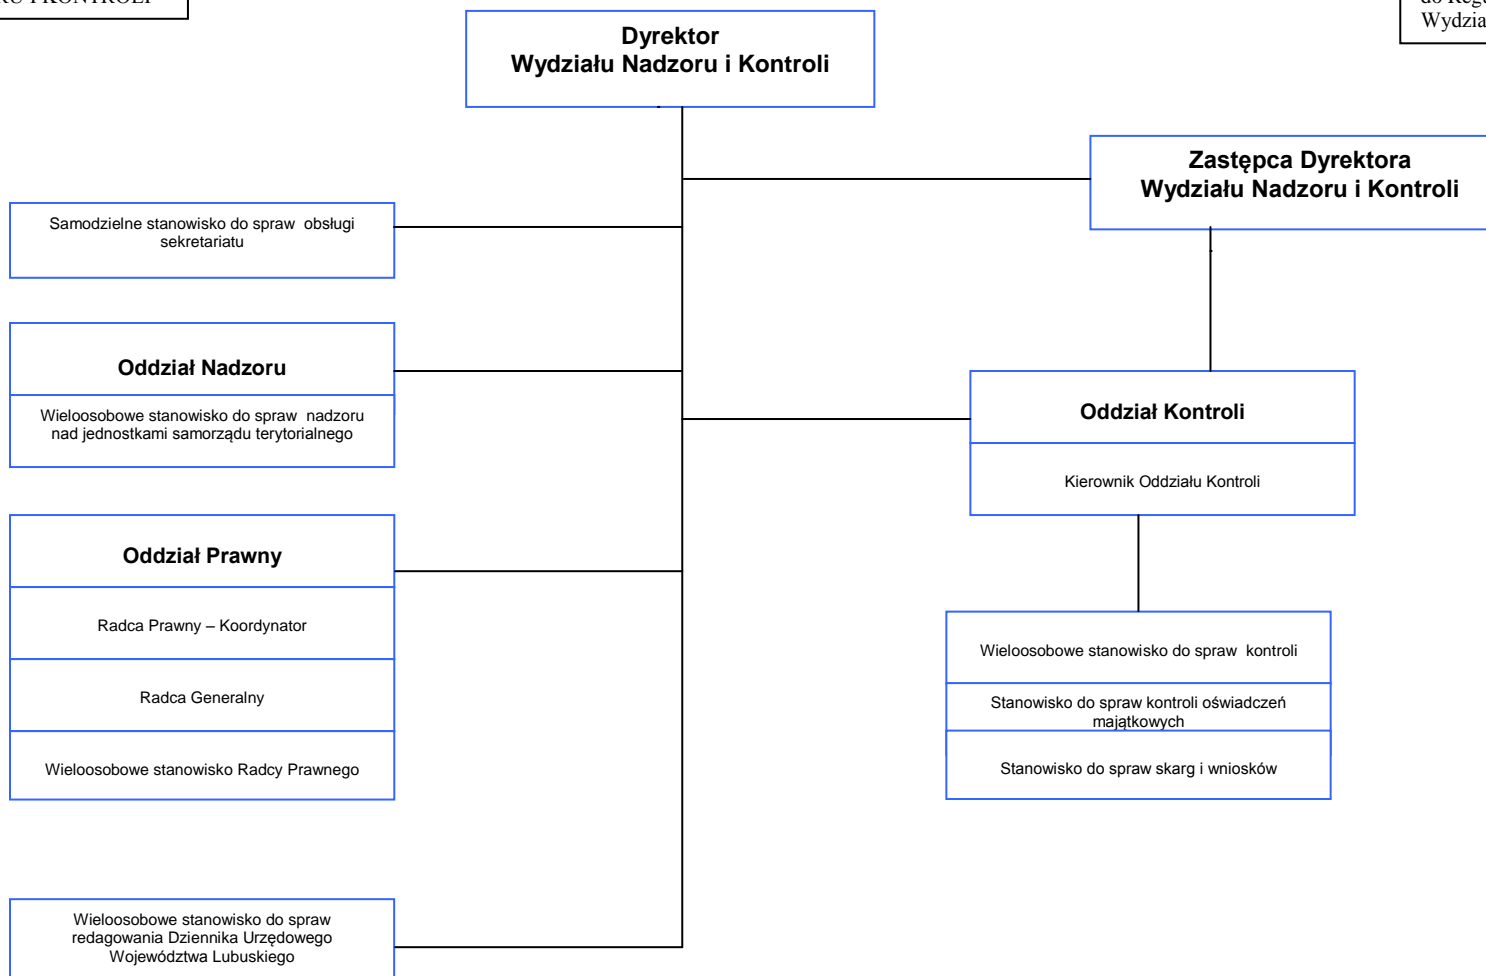 I KONTROLI
Wydzia
Dyrektor
Wydziału Nadzoru i Kontroli
Zastępca Dyrektora
Wydziału Nadzoru i Kontroli
Samodzielne stanowisko do spraw obsługi
sekretariatu
Oddział Nadzoru
Wieloosobowe stanowisko do spraw nadzoru
nad jednostkami samorządu terytorialnego
Oddział Kontroli
Kierownik Oddziału Kontroli
Oddział Prawny
Radca Prawny – Koordynator
Radca Generalny
Wieloosobowe stanowisko Radcy Prawnego
Wieloosobowe stanowisko do spraw kontroli
Stanowisko do spraw kontroli oświadczeń
majątkowych
Stanowisko do spraw skarg i wniosków
Wieloosobowe stanowisko do spraw
redagowania Dziennika Urzędowego
Województwa Lubuskiego